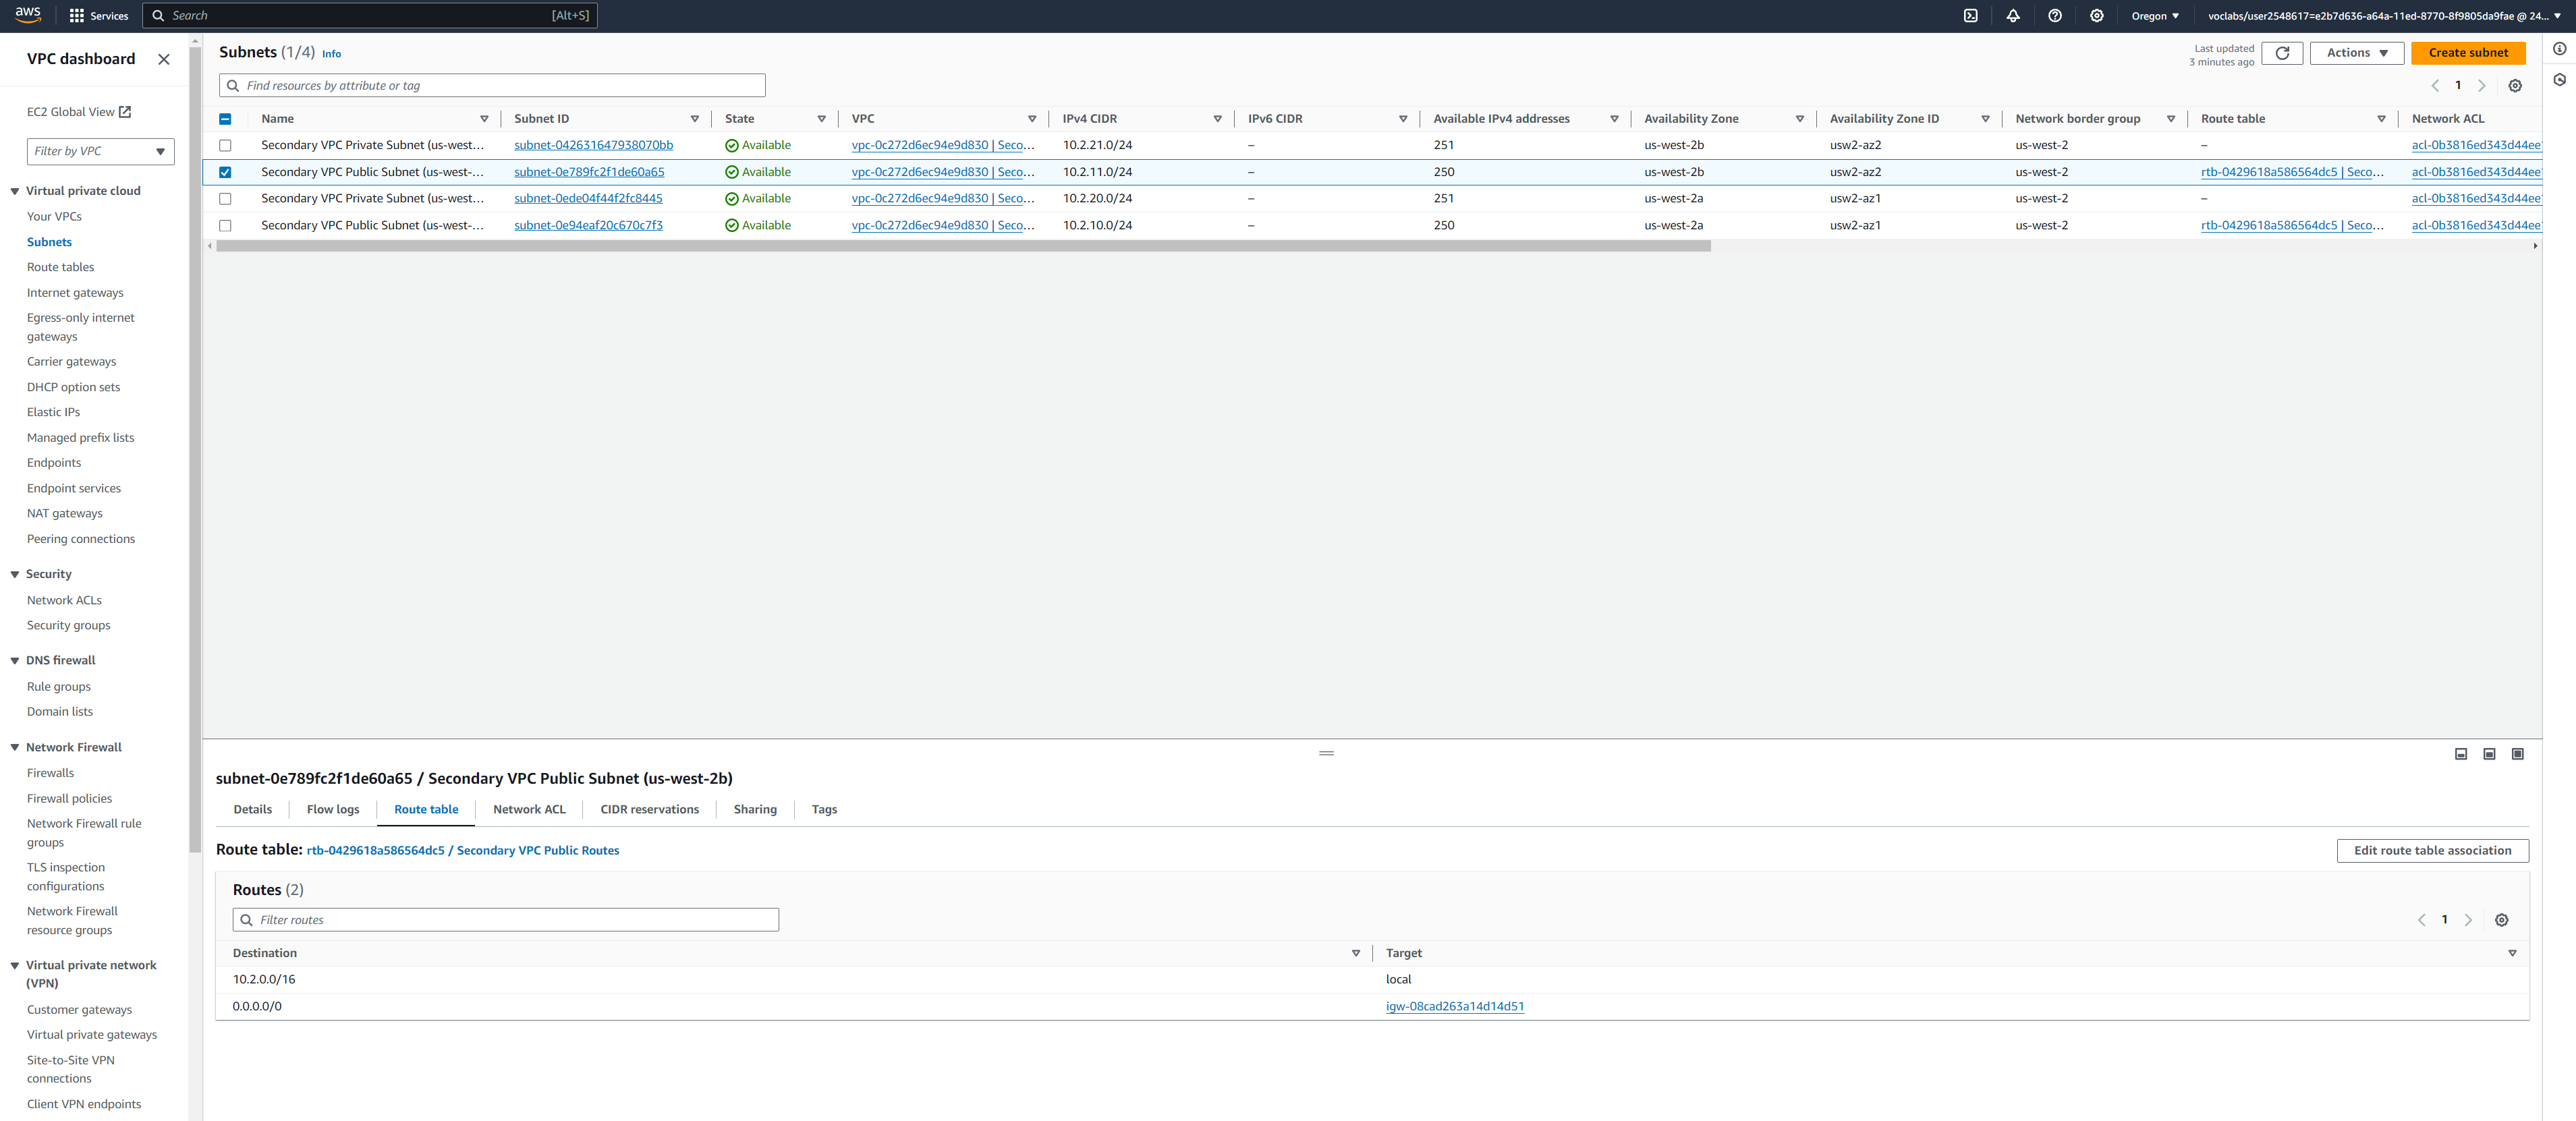 aws
Services
Search [Alt+S]
Oregon
voclabs/user2548617=e2b7d636-a64a-11ed-8770-8f9805da9fae @ 24...
VPC dashboard
EC2 Global View
Filter by VPC
Virtual private cloud
Your VPCs
Subnets
Route tables
Internet gateways
Egress-only internet
gateways
Carrier gateways
DHCP option sets
Elastic IPs
Managed prefix lists
Endpoints
Endpoint services
NAT gateways
Peering connections
Security
Network ACLs
Security groups
DNS firewall
Rule groups
Domain lists
Network Firewall
Firewalls
Firewall policies
Network Firewall rule
groups
TLS inspection
configurations
Network Firewall
resource groups
Virtual private network
(VPN)
Customer gateways
Virtual private gateways
Site-to-Site VPN
connections
Client VPN endpoints
Subnets (1/4) Info
Last updated
3 minutes ago
Actions
Create subnet
Find resources by attribute or tag
1
Name Subnet ID State VPC IPv4 CIDR IPv6 CIDR Available IPv4 addresses Availability Zone Availability Zone ID Network border group Route table Network ACL
Secondary VPC Private Subnet (us-west... subnet-042631647938070bb Available vpc-0c272d6ec94e9d830 | Seco... 10.2.21.0/24 – 251 us-west-2b usw2-az2 us-west-2 – acl-0b3816ed343d44ee
Secondary VPC Public Subnet (us-west-... subnet-0e789fc2f1de60a65 Available vpc-0c272d6ec94e9d830 | Seco... 10.2.11.0/24 – 250 us-west-2b usw2-az2 us-west-2 rtb-0429618a586564dc5 | Seco... acl-0b3816ed343d44ee
Secondary VPC Private Subnet (us-west... subnet-0ede04f44f2fc8445 Available vpc-0c272d6ec94e9d830 | Seco... 10.2.20.0/24 – 251 us-west-2a usw2-az1 us-west-2 – acl-0b3816ed343d44ee
Secondary VPC Public Subnet (us-west-... subnet-0e94eaf20c670c7f3 Available vpc-0c272d6ec94e9d830 | Seco... 10.2.10.0/24 – 250 us-west-2a usw2-az1 us-west-2 rtb-0429618a586564dc5 | Seco... acl-0b3816ed343d44ee
subnet-0e789fc2f1de60a65 / Secondary VPC Public Subnet (us-west-2b)
Details Flow logs Route table Network ACL CIDR reservations Sharing Tags
Route table: rtb-0429618a586564dc5 / Secondary VPC Public Routes
Edit route table association
Routes (2)
Filter routes
1
Destination Target
10.2.0.0/16 local
0.0.0.0/0 igw-08cad263a14d14d51